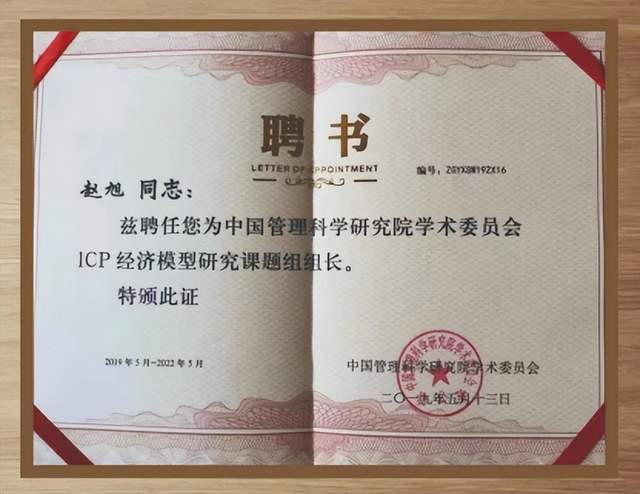 聘书
LETTER OF APPOINTMENT
编号：ZGYXSW19ZX16
赵旭 同志：
兹聘任您为中国管理科学研究院学术委员会
ICP 经济模型研究课题组组长。
特颁此证
2019年5月-2022年5月
中国管理科学研究院学术委员会
二〇一九年五月十三日